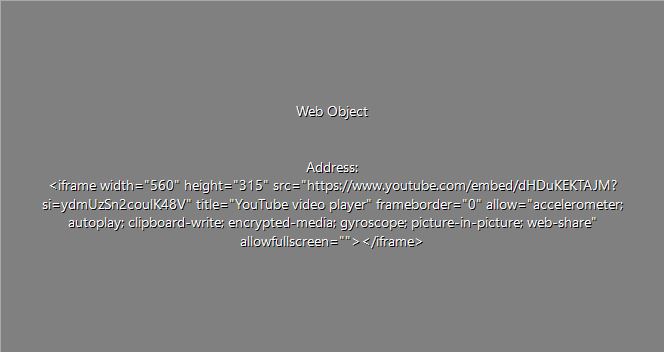 Web Object
Address:
<iframe width="560" height="315" src="https://www.youtube.com/embed/dHDuKEKTAJM?
si=ydmUzSn2coulK48V" title="YouTube video player" frameborder="0" allow="accelerometer;
autoplay; clipboard-write; encrypted-media; gyroscope; picture-in-picture; web-share"
allowfullscreen=""></iframe>